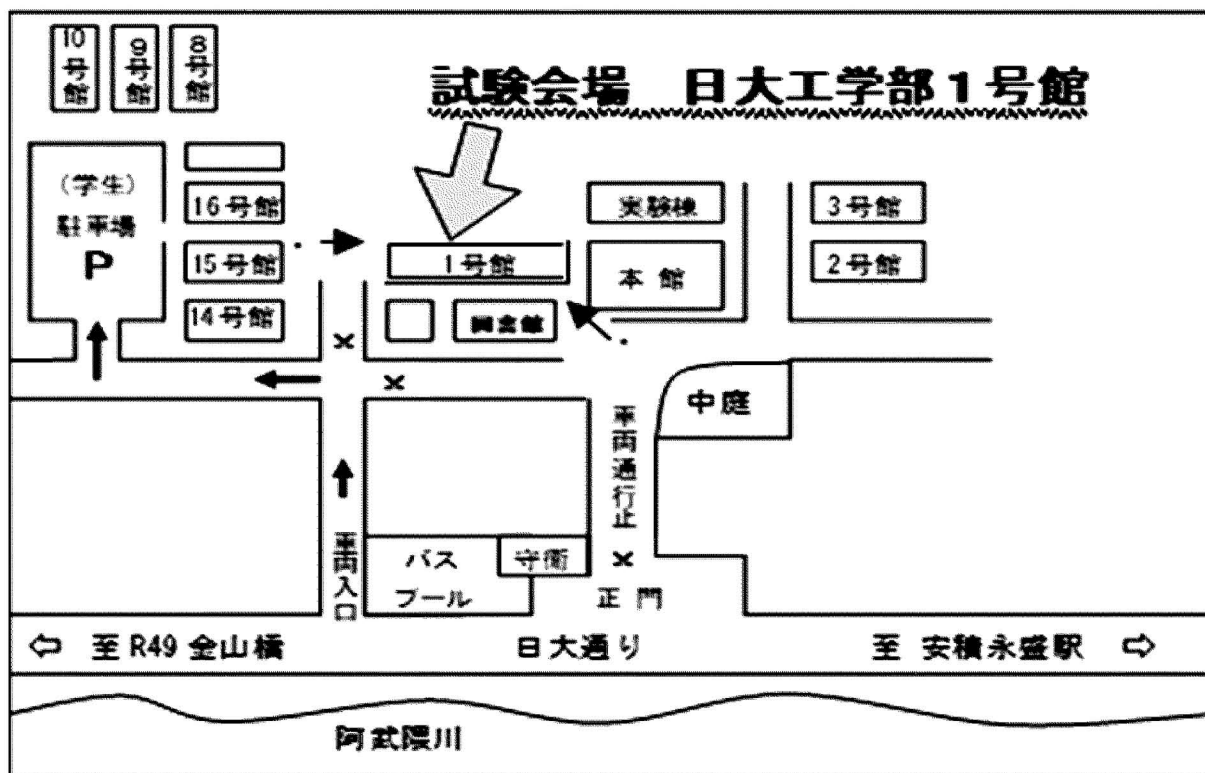 10号館
9号館
8号館
試験会場 日大工学部1号館
(学生)
駐車場
P
16号館
15号館
14号館
1号館
図書館
実験棟
本館
3号館
2号館
中庭
車両通行止
車両入口
バス
プール
守衛
正門
至 R49 金山橋
日大通り
至 安積永盛駅
阿武隈川